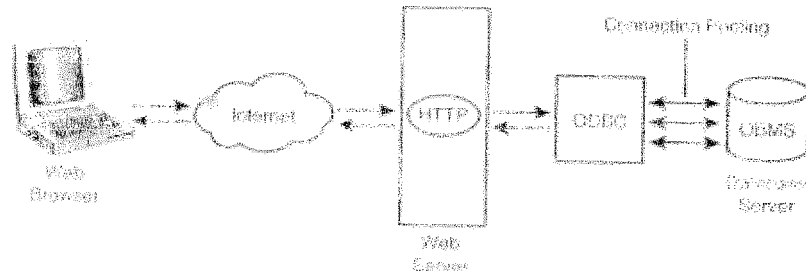 Connection Pooling
Internet
HTTP
ODBC
DBMS
Web
Browser
Database
Server
Web
Server